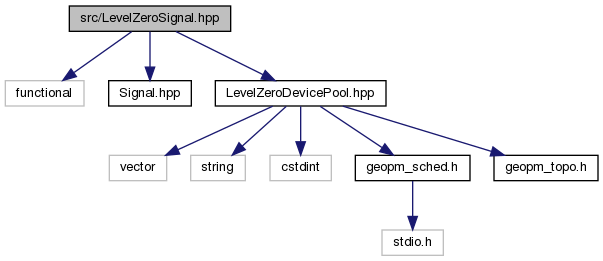 src/LevelZeroSignal.hpp
functional
Signal.hpp
LevelZeroDevicePool.hpp
vector
string
cstdint
geopm_sched.h
geopm_topo.h
stdio.h